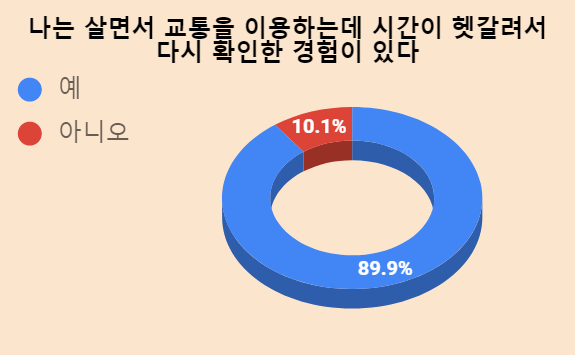 나는 살면서 교통을 이용하는데 시간이 헷갈려서
다시 확인한 경험이 있다
예
아니오
10.1%
89.9%